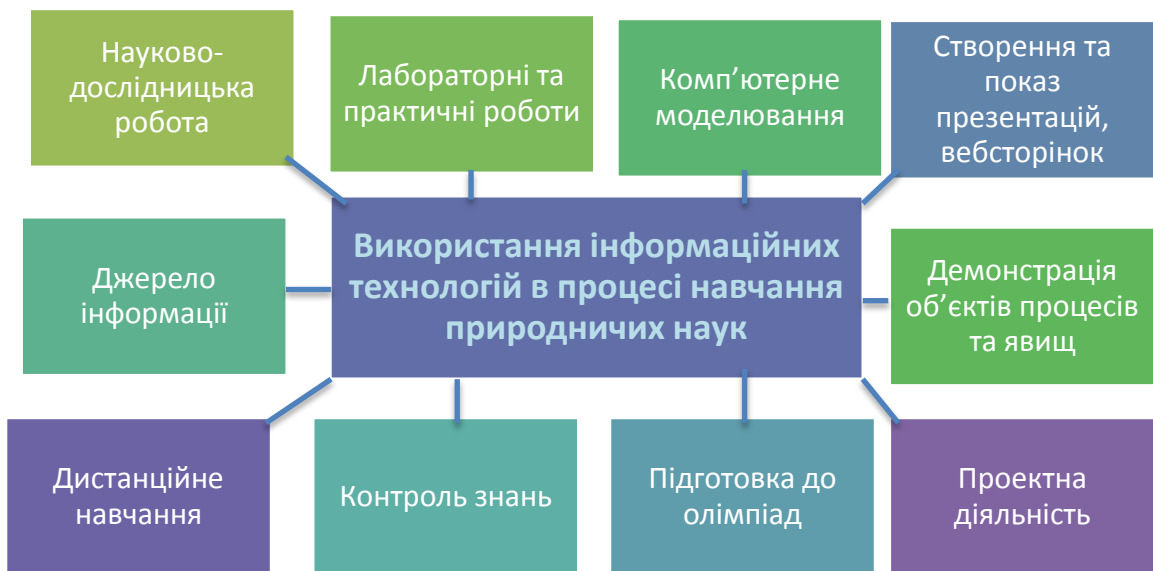 Науково-
дослідницька
робота
Лабораторні та
практичні роботи
Комп’ютерне
моделювання
Створення та
показ
презентацій,
вебсторінок
Джерело
інформації
Використання інформаційних
технологій в процесі навчання
природничих наук
Демонстрація
об’єктів процесів
та явищ
Дистанційне
навчання
Контроль знань
Підготовка до
олімпіад
Проектна
діяльність